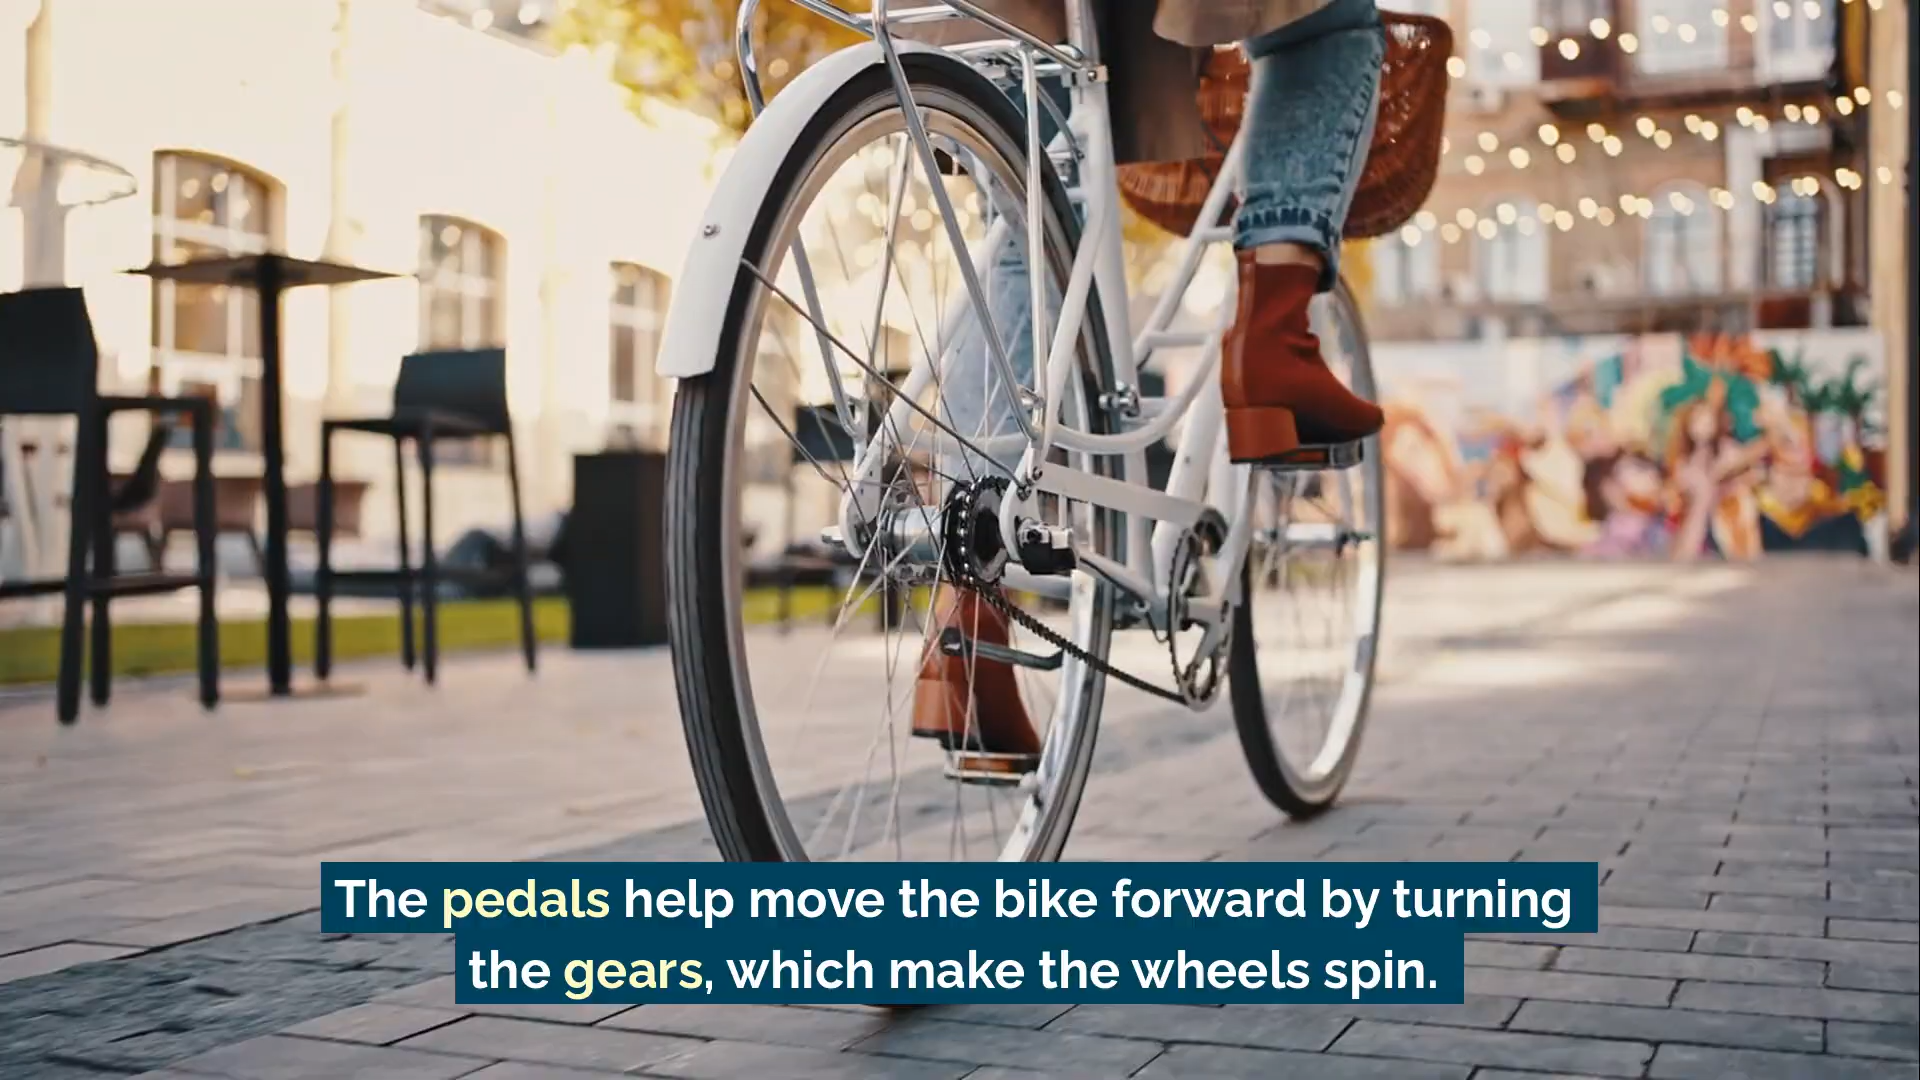 The pedals help move the bike forward by turning
the gears, which make the wheels spin.